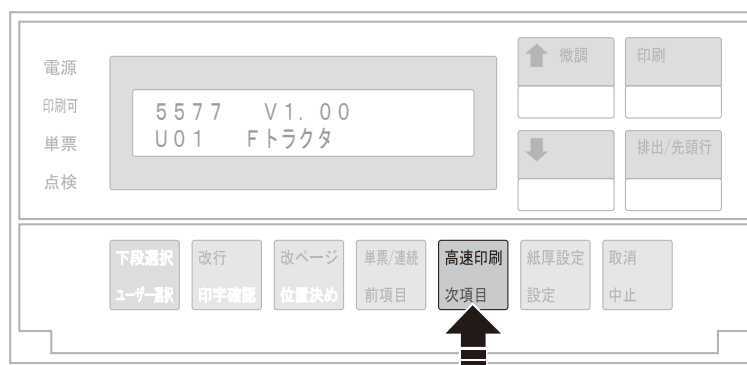 電源
印刷可
単票
点検
5577 V1.00
U01 Fトラクタ
微調
印刷
排出/先頭行
下段選択
ユーザー選択
改行
印字確認
改ページ
位置決め
単票/連続
前項目
高速印刷
次項目
紙厚設定
設定
取消
中止